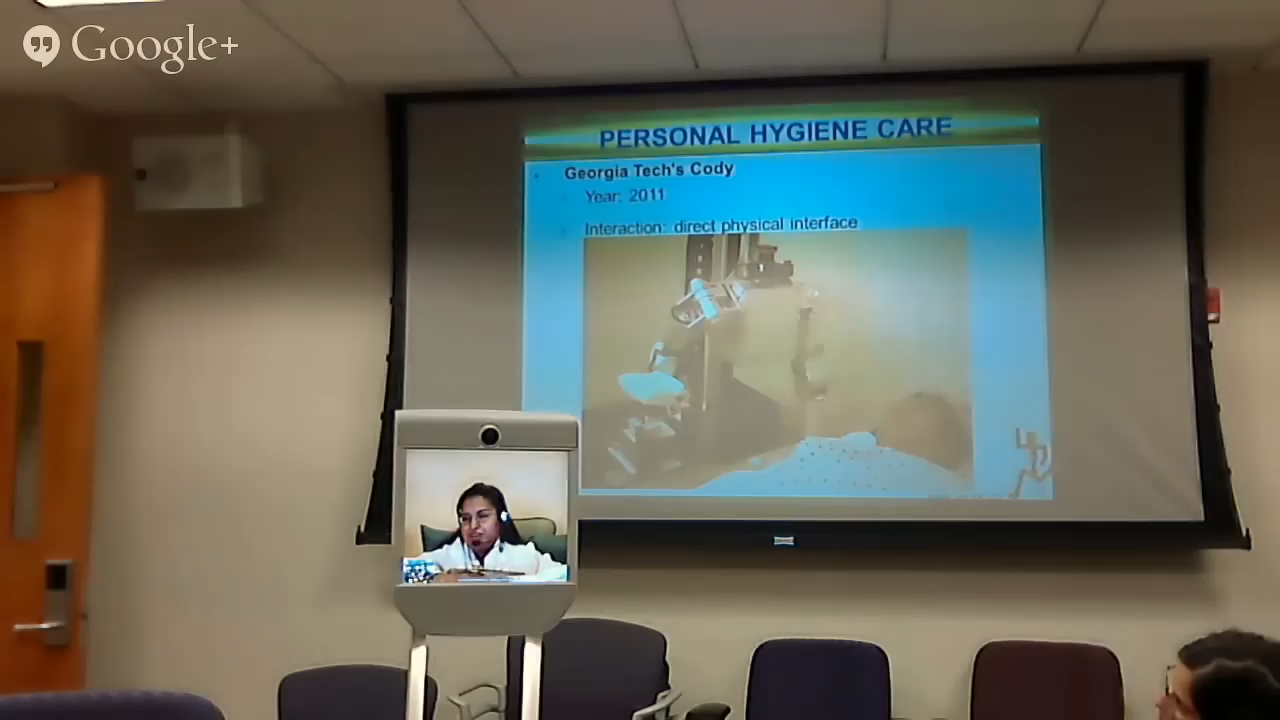 Google+
PERSONAL HYGIENE CARE
Georgia Tech's Cody
Year: 2011
Interaction: direct physical interface